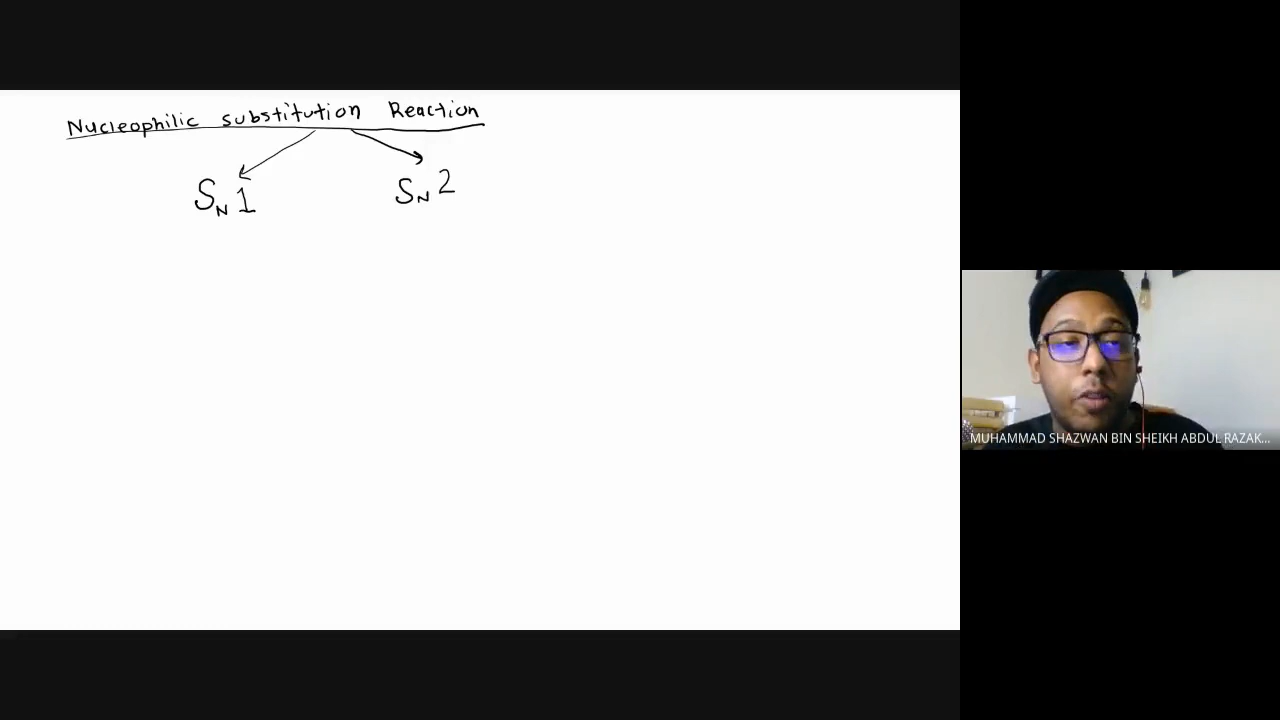 Nucleophilic substitution Reaction
SN1 SN2
MUHAMMAD SHAZWAN BIN SHEIKH ABDUL RAZAK...